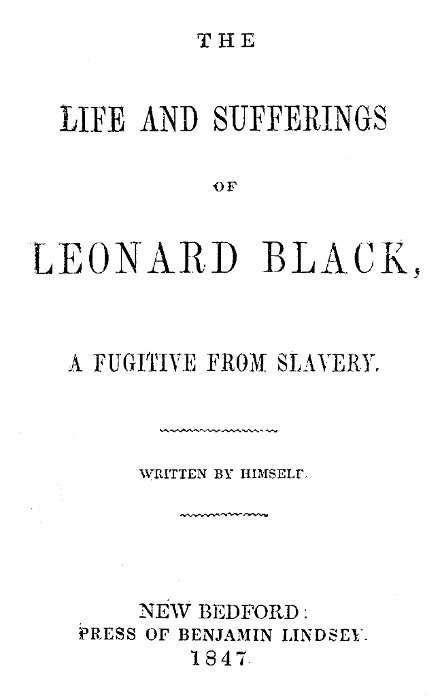 THE
LIFE AND SUFFERINGS
OF
LEONARD BLACK,
A FUGITIVE FROM SLAVERY.
WRITTEN BY HIMSELF.
NEW BEDFORD:
PRESS OF BENJAMIN LINDSEY.
1847.